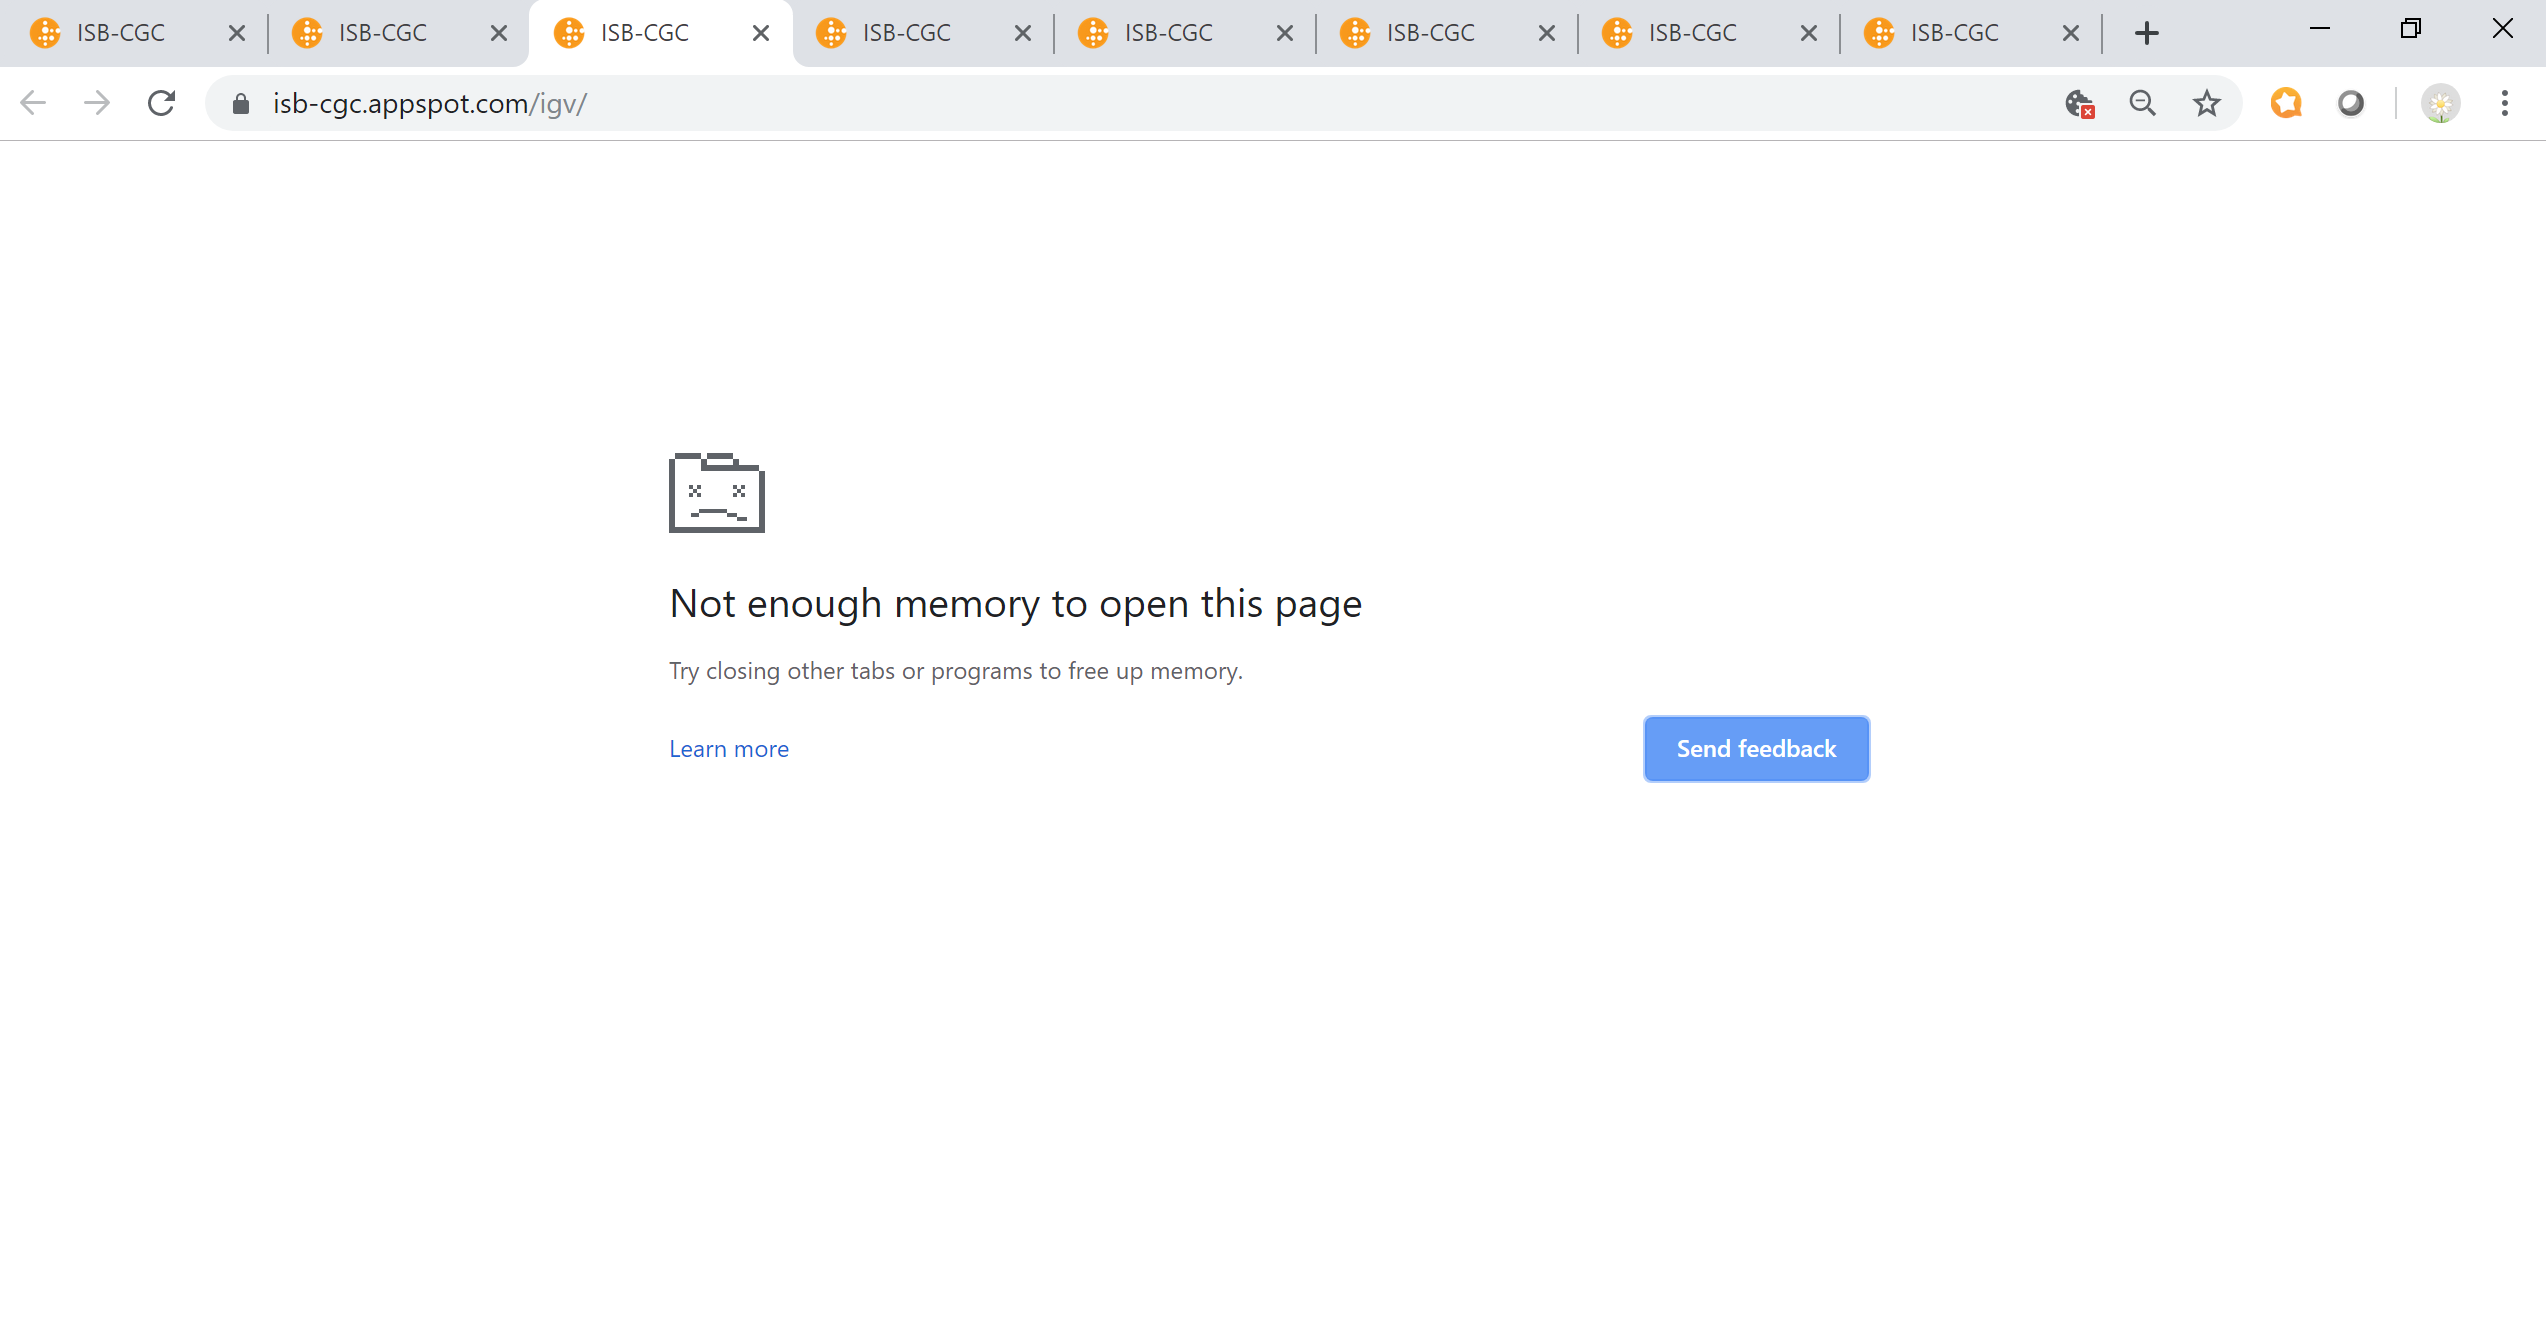 ISB-CGC ISB-CGC ISB-CGC ISB-CGC ISB-CGC ISB-CGC ISB-CGC ISB-CGC
isb-cgc.appspot.com/igv/
Not enough memory to open this page
Try closing other tabs or programs to free up memory.
Learn more Send feedback